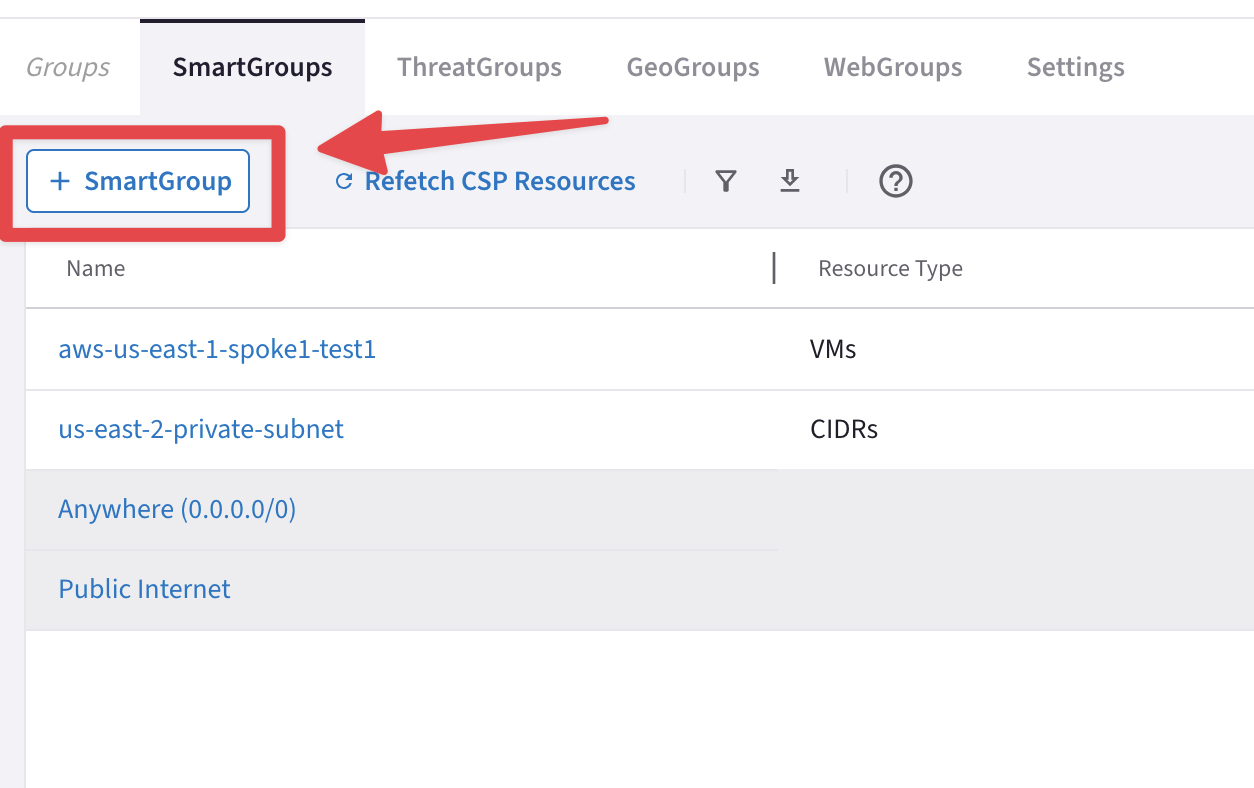 Groups SmartGroups ThreatGroups GeoGroups WebGroups Settings
+ SmartGroup Refetch CSP Resources ?
Name Resource Type
aws-us-east-1-spoke1-test1 VMs
us-east-2-private-subnet CIDRs
Anywhere (0.0.0.0/0)
Public Internet